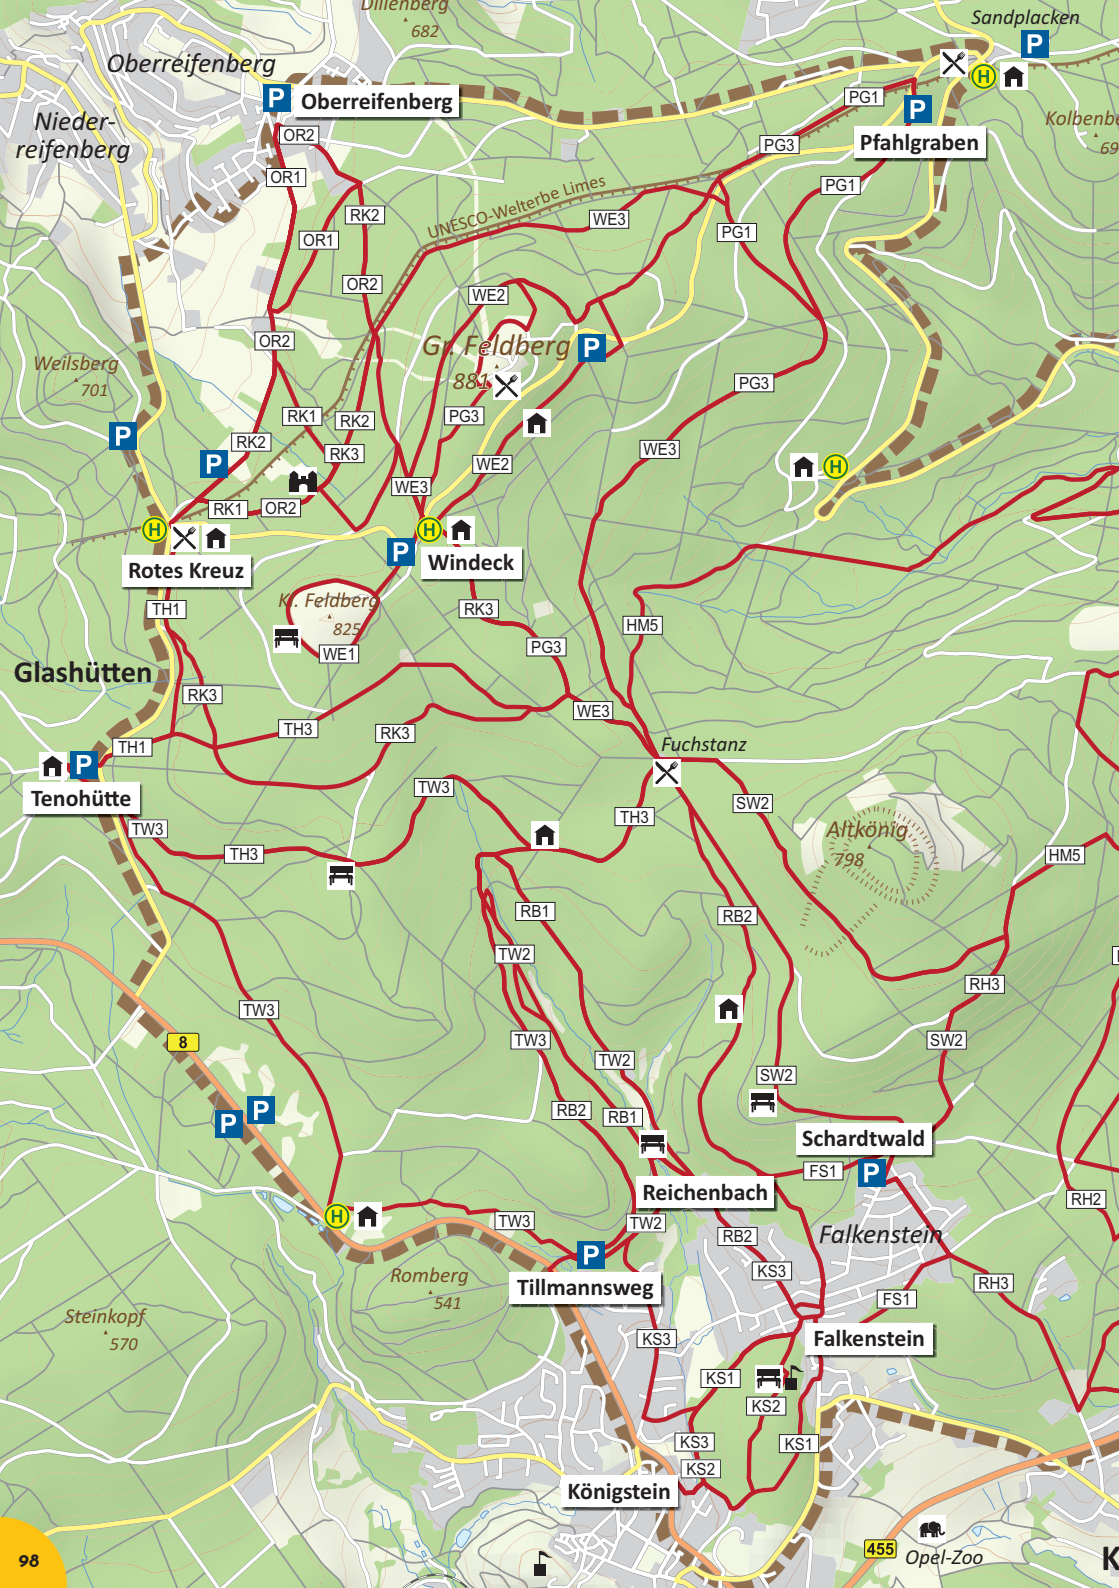 Dillenberg
682
Sandplacken
P
Oberreifenberg
H
P
Oberreifenberg
PG1
P
Nieder-
reifenberg
OR2
Kolbenbe
69
PG3
Pfahlgraben
OR1
PG1
UNESCO-Welterbe Limes
RK2
WE3
PG1
OR1
OR2
WE2
OR2
Gr. Feldberg
P
Weilsberg
701
881
PG3
RK1
PG3
RK2
P
RK2
WE3
RK3
P
WE2
H
WE3
RK1
OR2
H
H
P
Windeck
Rotes Kreuz
Kl. Feldberg
825
TH1
RK3
HM5
PG3
WE1
Glashütten
RK3
WE3
TH3
RK3
TH1
Fuchstanz
P
Tenohütte
TW3
SW2
TH3
TW3
Altkönig
798
TH3
HM5
RB1
RB2
TW2
RH3
TW3
8
TW3
SW2
TW2
SW2
P
P
RB2
RB1
Schardtwald
FS1
P
Reichenbach
RH2
H
TW3
TW2
RB2
Falkenstein
P
KS3
Romberg
541
Tillmannsweg
RH3
FS1
Steinkopf
570
KS3
Falkenstein
KS1
KS2
KS3
KS1
KS2
Königstein
455
Opel-Zoo
K
98